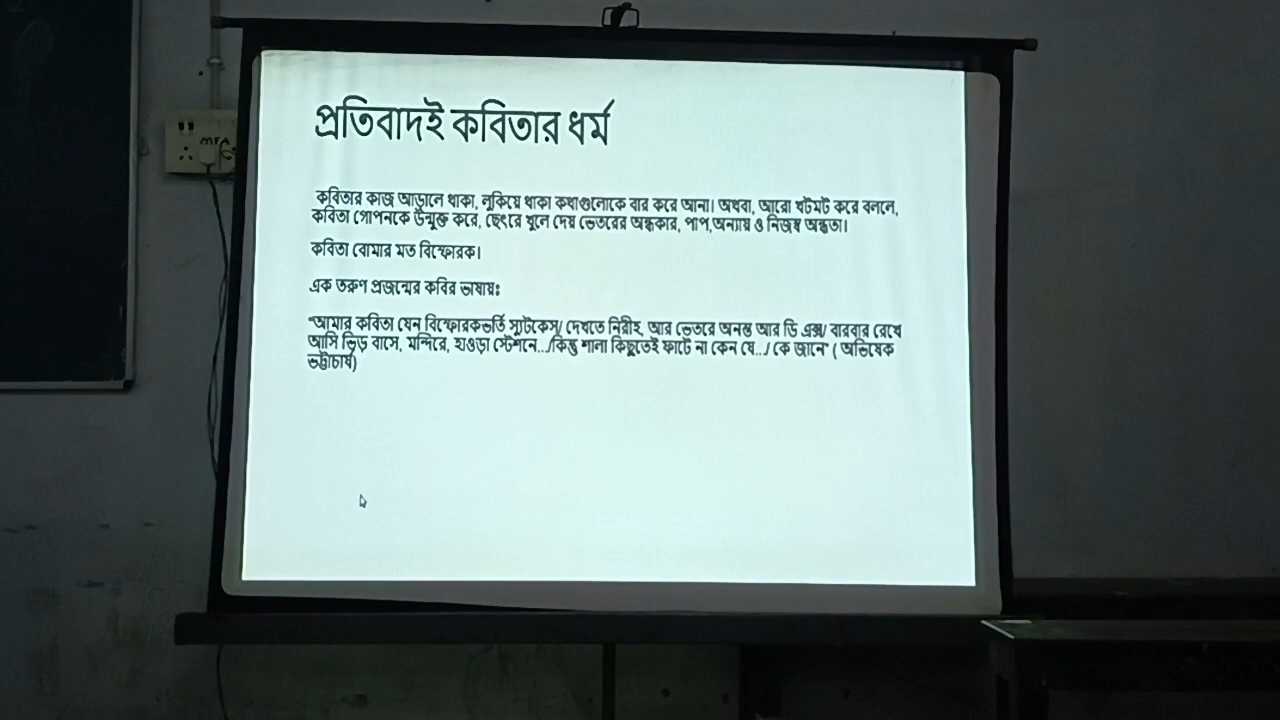 প্রতিবাদই কবিতার ধর্ম
কবিতার কাজ আড়ালে থাকা, লুকিয়ে থাকা কথাগুলোকে বার করে আনা। অথবা, আরো খটমট করে বললে,
কবিতা গোপনকে উন্মুক্ত করে, ছেৎরে খুলে দেয় ভেতরের অন্ধকার, পাপ,অন্যায় ও নিজস্ব অন্ধতা।
কবিতা বোমার মত বিস্ফোরক।
এক তরুণ প্রজন্মের কবির ভাষায়ঃ
"আমার কবিতা যেন বিস্ফোরকভর্তি স্যুটকেস/ দেখতে নিরীহ, আর ভেতরে অনন্ত আর ডি এক্স/ বারবার রেখে
আসি ভিড় বাসে, মন্দিরে, হাওড়া স্টেশনে.../কিন্তু শালা কিছুতেই ফাটে না কেন যে../ কে জানে" ( অভিষেক
ভট্টাচার্য)